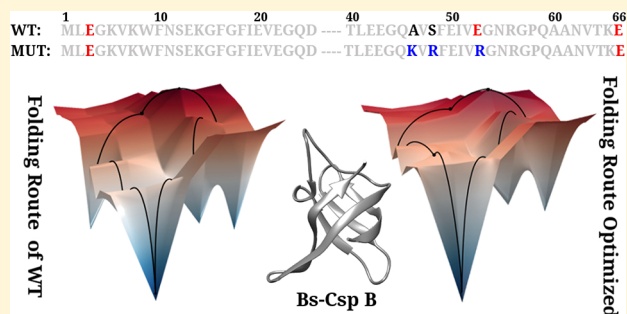 1 10 20 40 50 60 66
WT: MLEGKVKWFNSEKGFGFIEVEGQD ---- TLEEGQAVSFEIVEGNRGPQAANVTKE
MUT: MLEGKVKWFNSEKGFGFIEVEGQD ---- TLEEGQKVRFEIVRGNRGPQAANVTKE
Folding Route of WT
Bs-Csp B
Folding Route Optimized